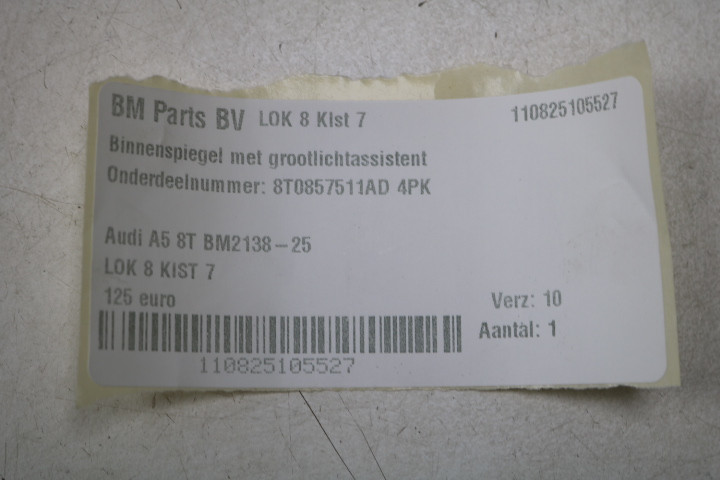 BM Parts BV LOK 8 KIst 7 110825105527
Binnenspiegel met grootlichtassistent
Onderdeelnummer: 8T0857511AD 4PK
Audi A5 8T BM2138-25
LOK 8 KIST 7
125 euro Verz: 10
Aantal: 1
110825105527